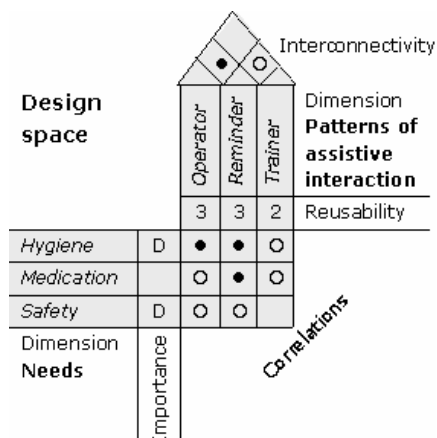 Interconnectivity
Design
space
Operator
Reminder
Trainer
Dimension
Patterns of
assistive
interaction
3 3 2 Reusability
Hygiene D
Medication
Safety D
Dimension
Needs
Importance
Correlations